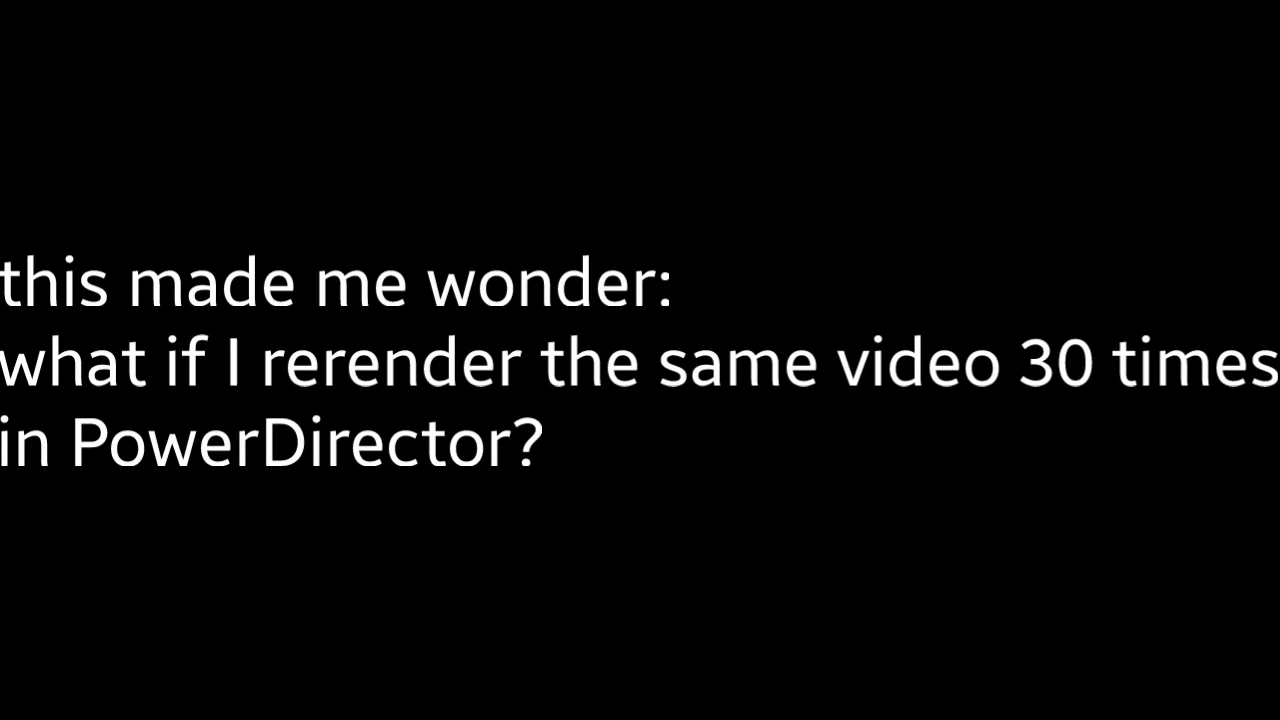 this made me wonder:
what if I rerender the same video 30 times
in PowerDirector?